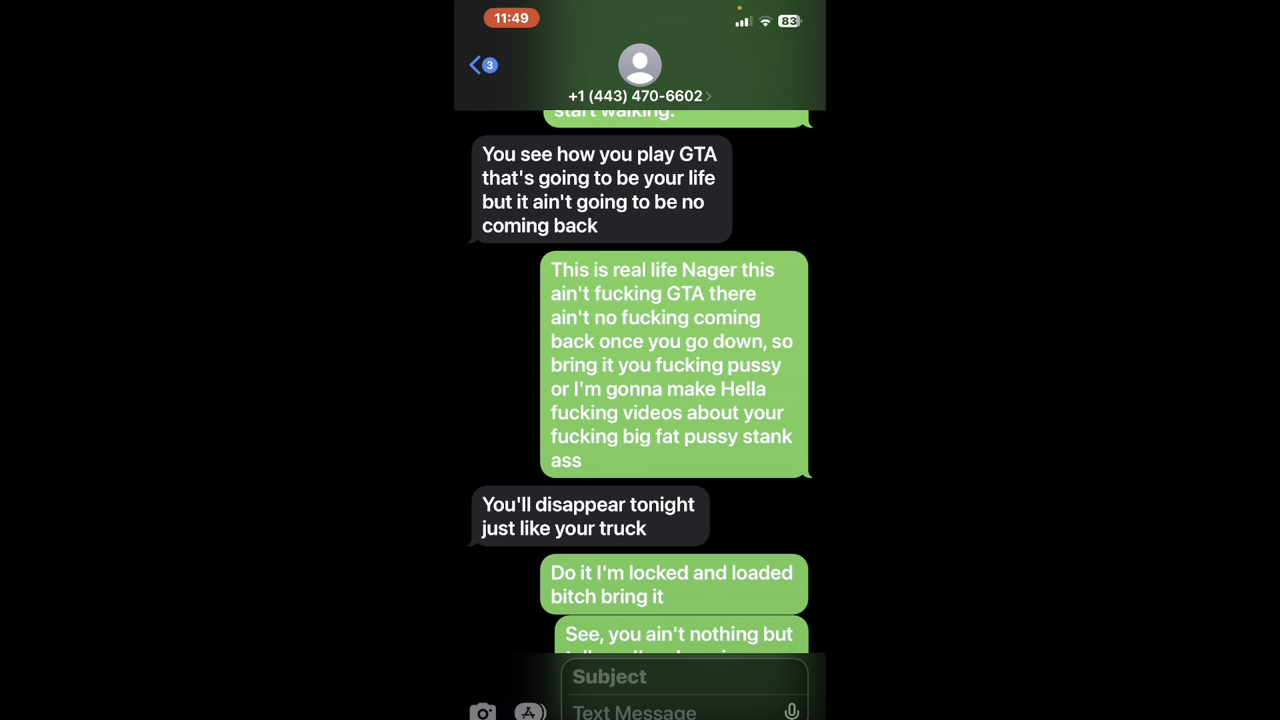 11:49
83
3
+1 (443) 470-6602
start walking.
You see how you play GTA
that's going to be your life
but it ain't going to be no
coming back
This is real life Nager this
ain't fucking GTA there
ain't no fucking coming
back once you go down, so
bring it you fucking pussy
or I'm gonna make Hella
fucking videos about your
fucking big fat pussy stank
ass
You'll disappear tonight
just like your truck
Do it I'm locked and loaded
bitch bring it
See, you ain't nothing but
Subject
Text Message